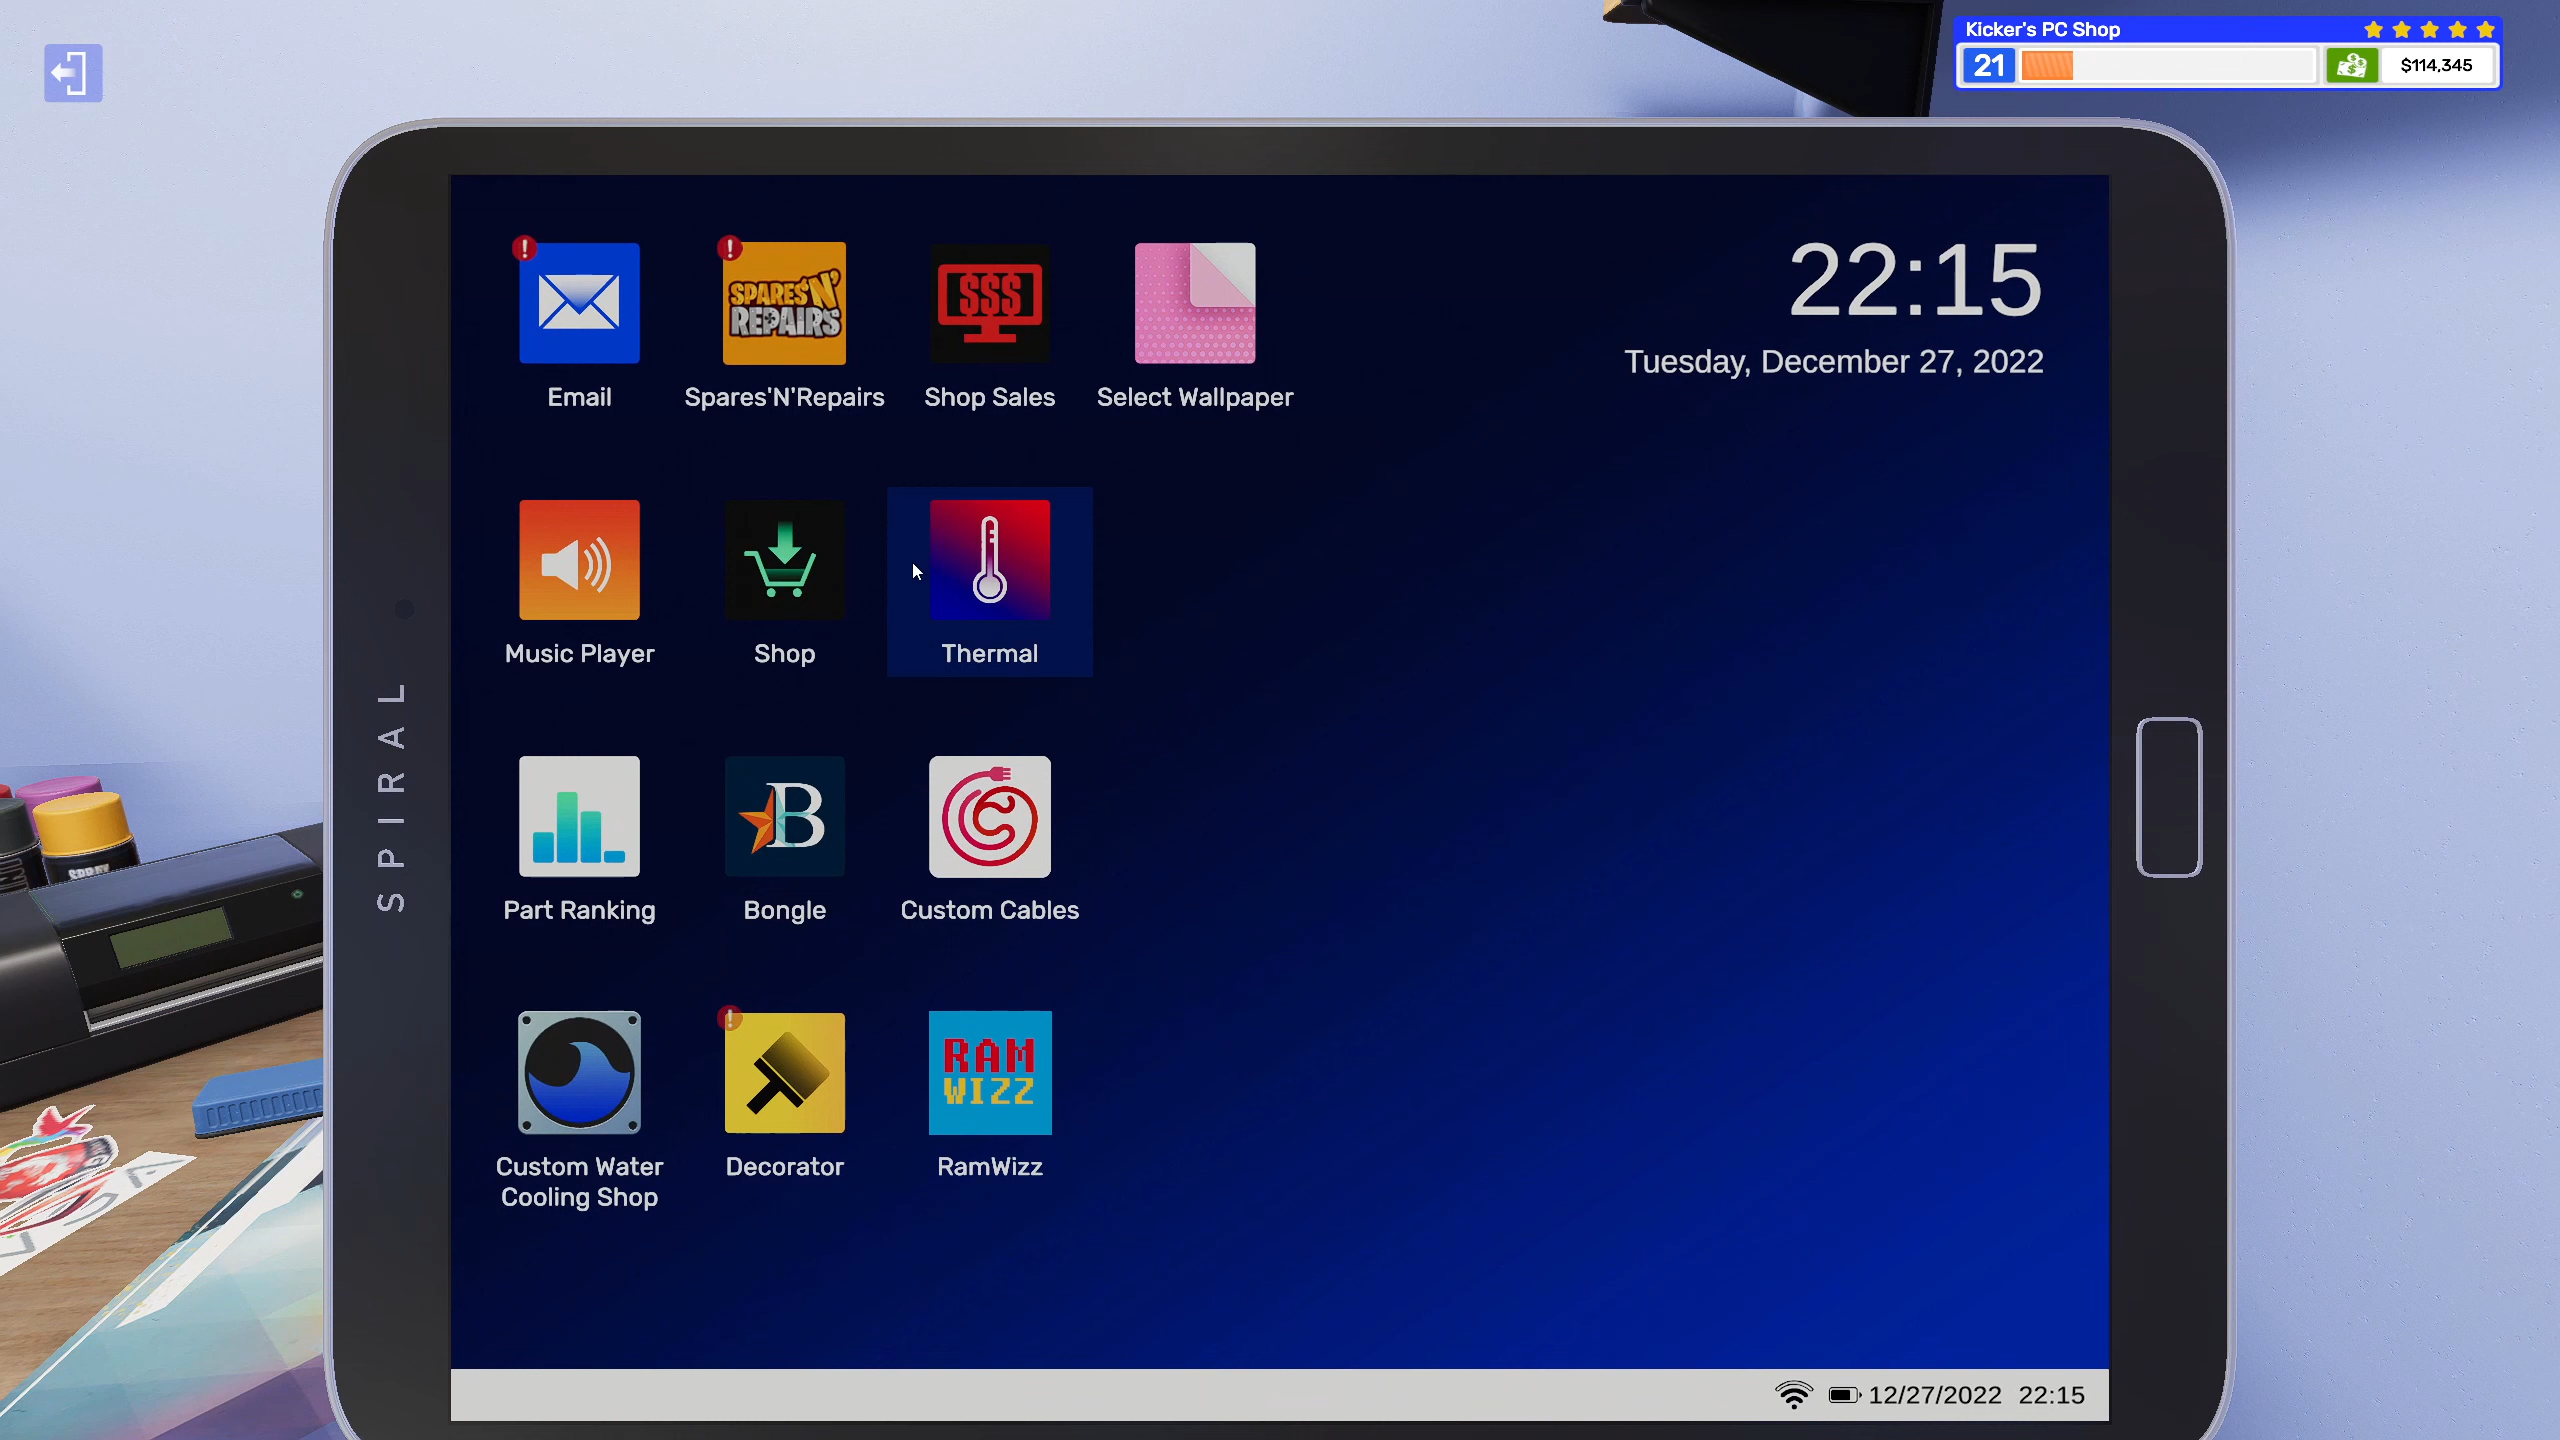 Kicker's PC Shop
21
$114,345
22:15
Tuesday, December 27, 2022
SPARES 'N' REPAIRS
$$$
Email
Spares'N'Repairs
Shop Sales
Select Wallpaper
Music Player
Shop
Thermal
SPIRAL
B
Part Ranking
Bongle
Custom Cables
SPRAY
RAM
WIZZ
Custom Water
Cooling Shop
Decorator
RamWizz
12/27/2022 22:15